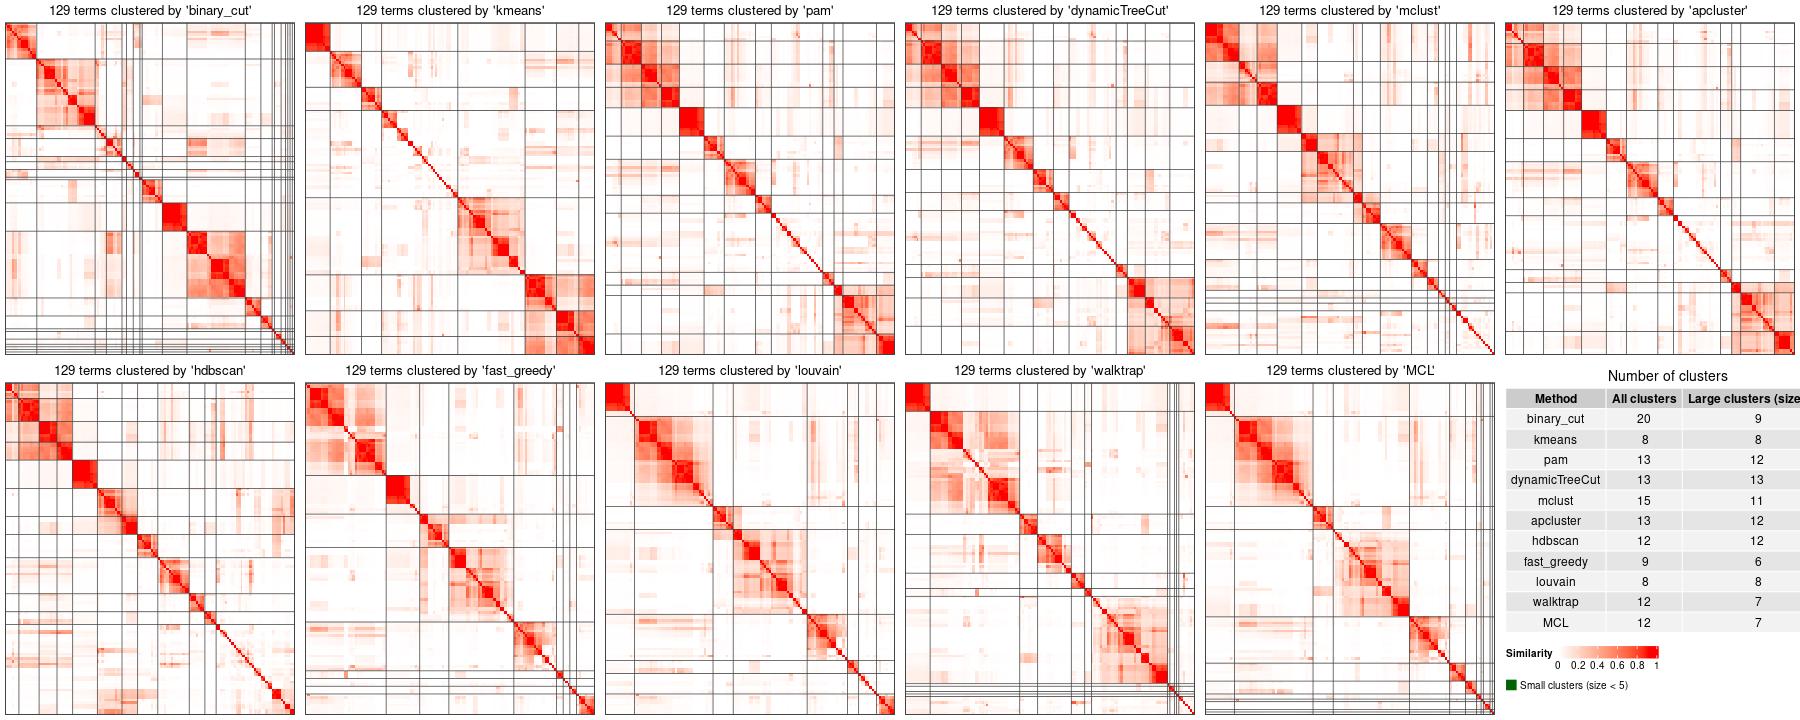 129 terms clustered by 'binary_cut'
129 terms clustered by 'kmeans'
129 terms clustered by 'pam'
129 terms clustered by 'dynamicTreeCut'
129 terms clustered by 'mclust'
129 terms clustered by 'apcluster'
129 terms clustered by 'hdbscan'
129 terms clustered by 'fast_greedy'
129 terms clustered by 'louvain'
129 terms clustered by 'walktrap'
129 terms clustered by 'MCL'
Number of clusters
Method All clusters Large clusters (size
binary_cut 20 9
kmeans 8 8
pam 13 12
dynamicTreeCut 13 13
mclust 15 11
apcluster 13 12
hdbscan 12 12
fast_greedy 9 6
louvain 8 8
walktrap 12 7
MCL 12 7
Similarity
0 0.2 0.4 0.6 0.8 1
Small clusters (size < 5)